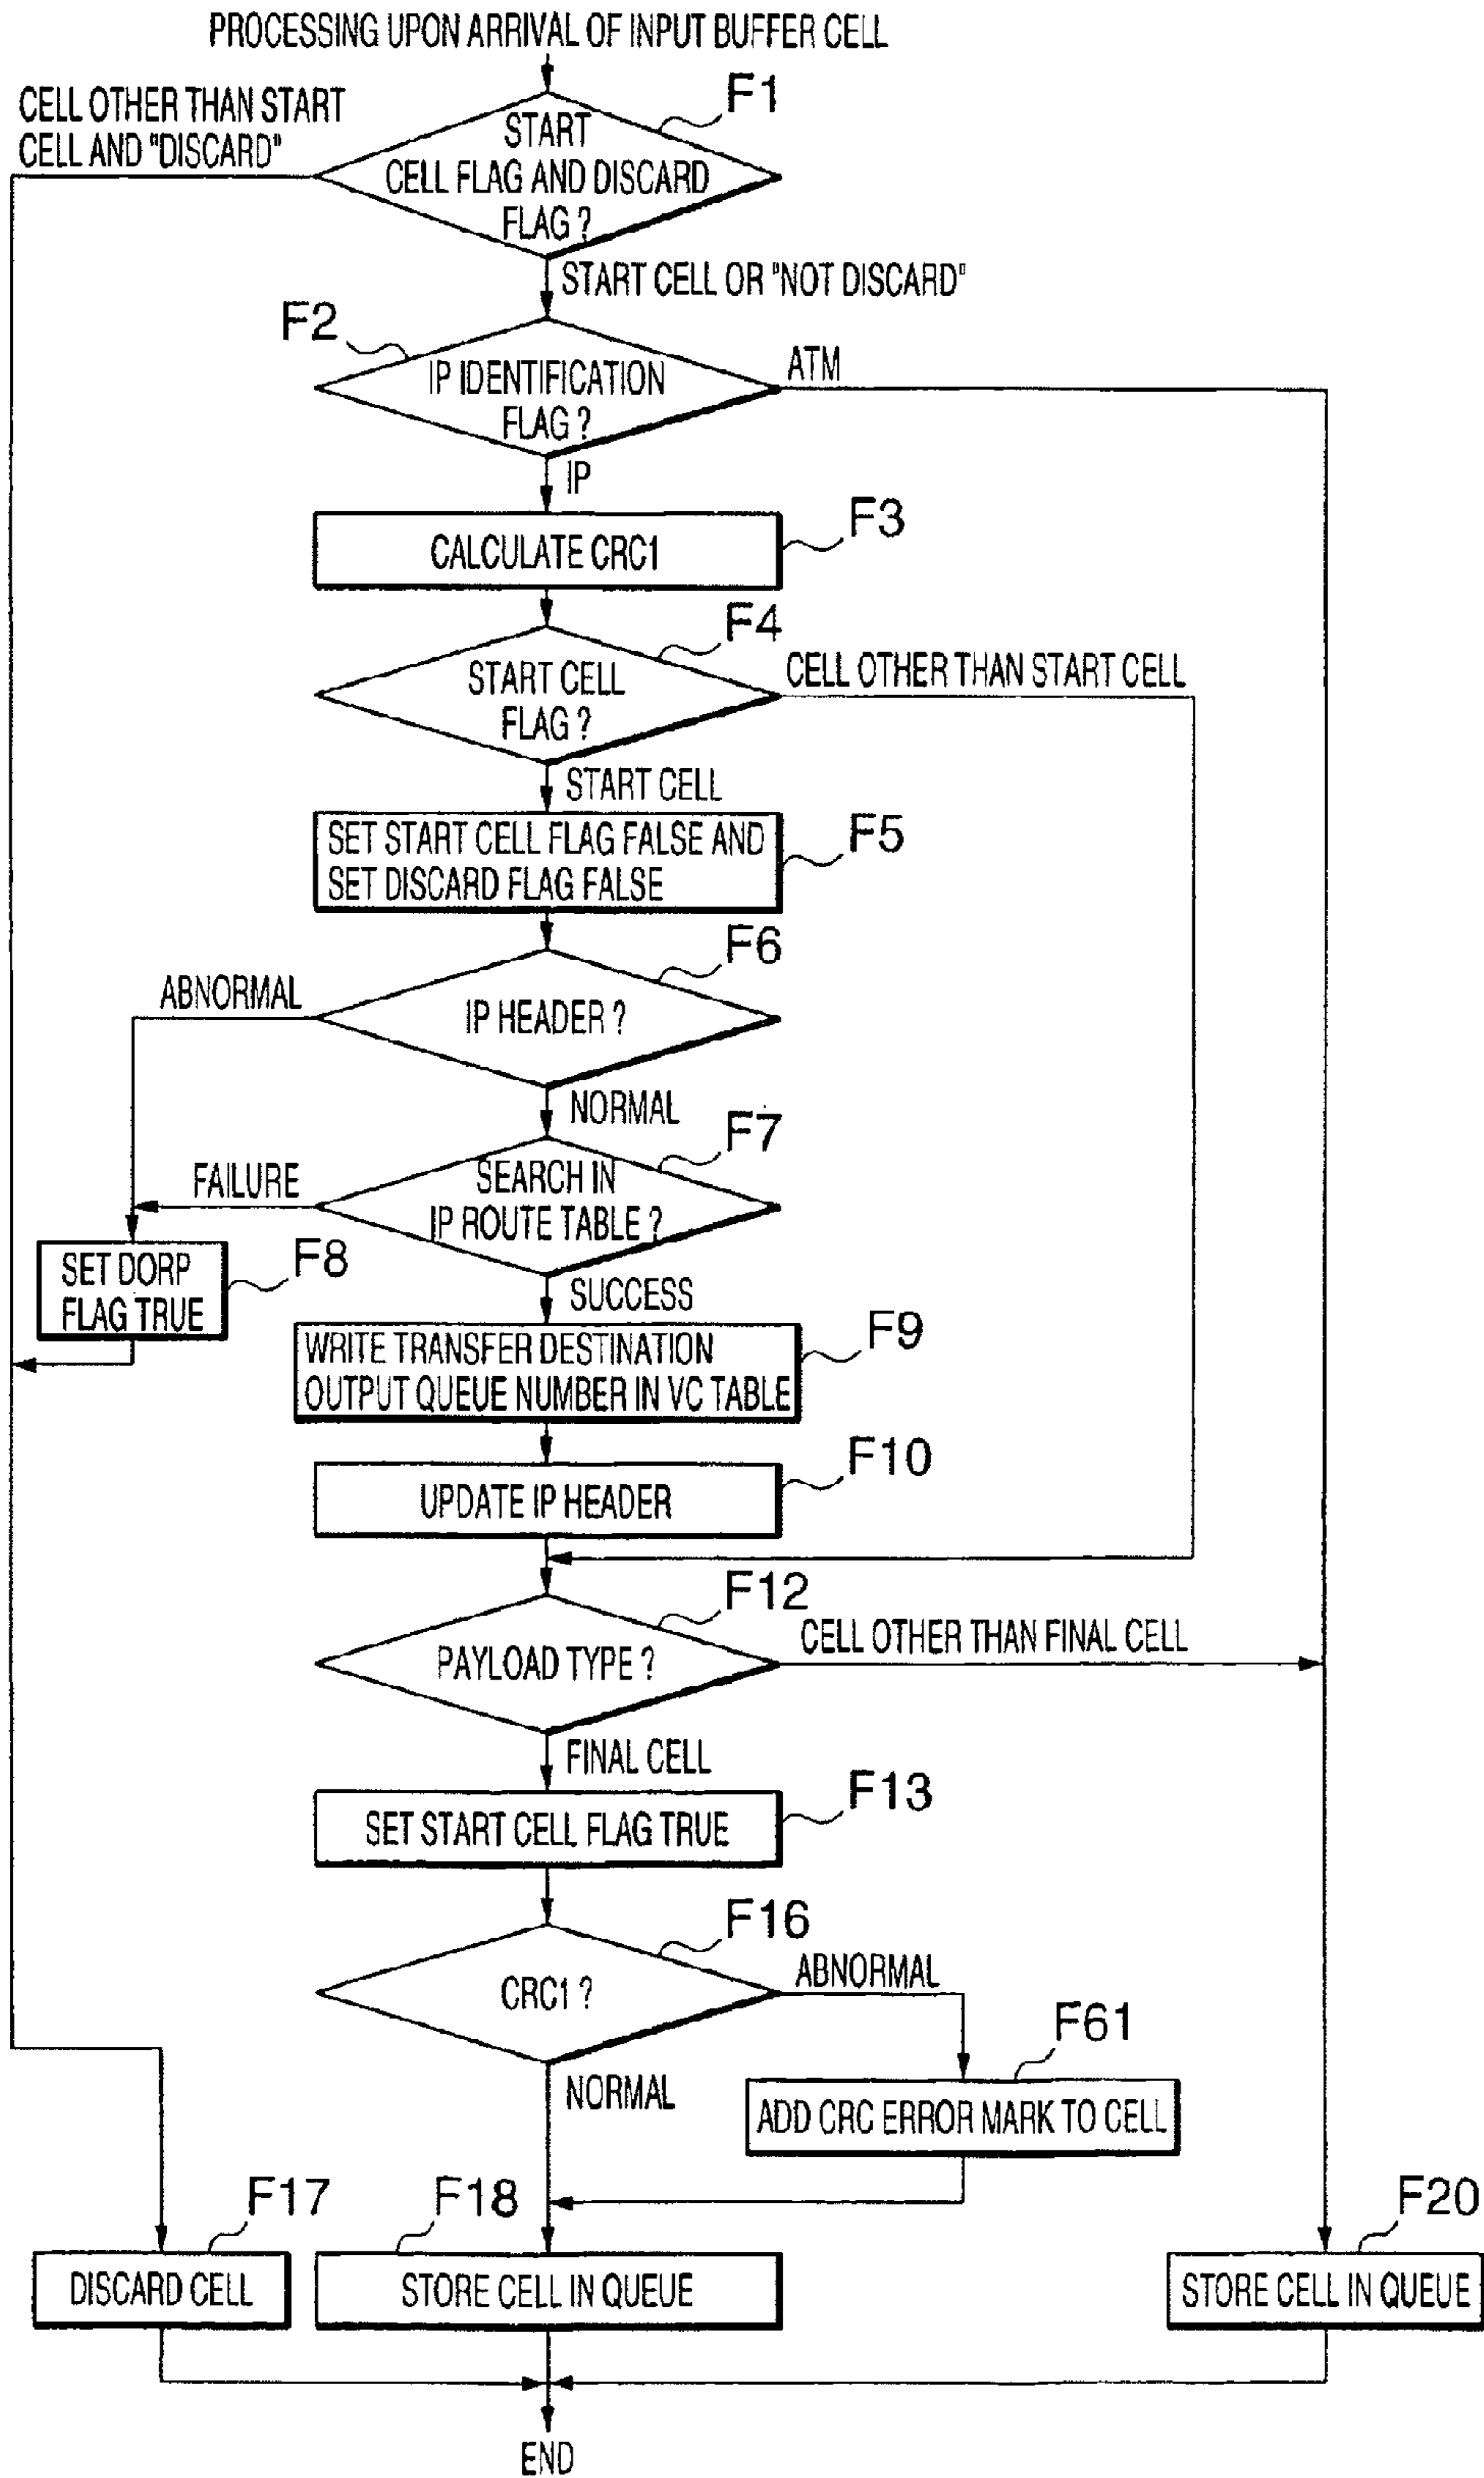 PROCESSING UPON ARRIVAL OF INPUT BUFFER CELL
CELL OTHER THAN START
CELL AND "DISCARD"
F1
START
CELL FLAG AND DISCARD
FLAG ?
START CELL OR "NOT DISCARD"
F2
IP IDENTIFICATION
FLAG ?
ATM
IP
F3
CALCULATE CRC1
F4
START CELL
FLAG ?
CELL OTHER THAN START CELL
START CELL
F5
SET START CELL FLAG FALSE AND
SET DISCARD FLAG FALSE
F6
ABNORMAL
IP HEADER ?
NORMAL
F7
FAILURE
SEARCH IN
IP ROUTE TABLE ?
F8
SET DORP
FLAG TRUE
SUCCESS
F9
WRITE TRANSFER DESTINATION
OUTPUT QUEUE NUMBER IN VC TABLE
F10
UPDATE IP HEADER
F12
PAYLOAD TYPE ?
CELL OTHER THAN FINAL CELL
FINAL CELL
F13
SET START CELL FLAG TRUE
F16
CRC1 ?
ABNORMAL
F61
NORMAL
ADD CRC ERROR MARK TO CELL
F17
F18
F20
DISCARD CELL
STORE CELL IN QUEUE
STORE CELL IN QUEUE
END